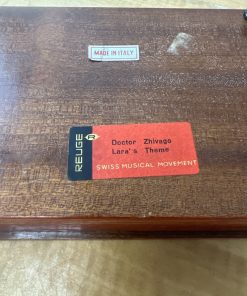 MADE IN ITALY
REUGE
R
Doctor Zhivago
Lara's Theme
SWISS MUSICAL MOVEMENT